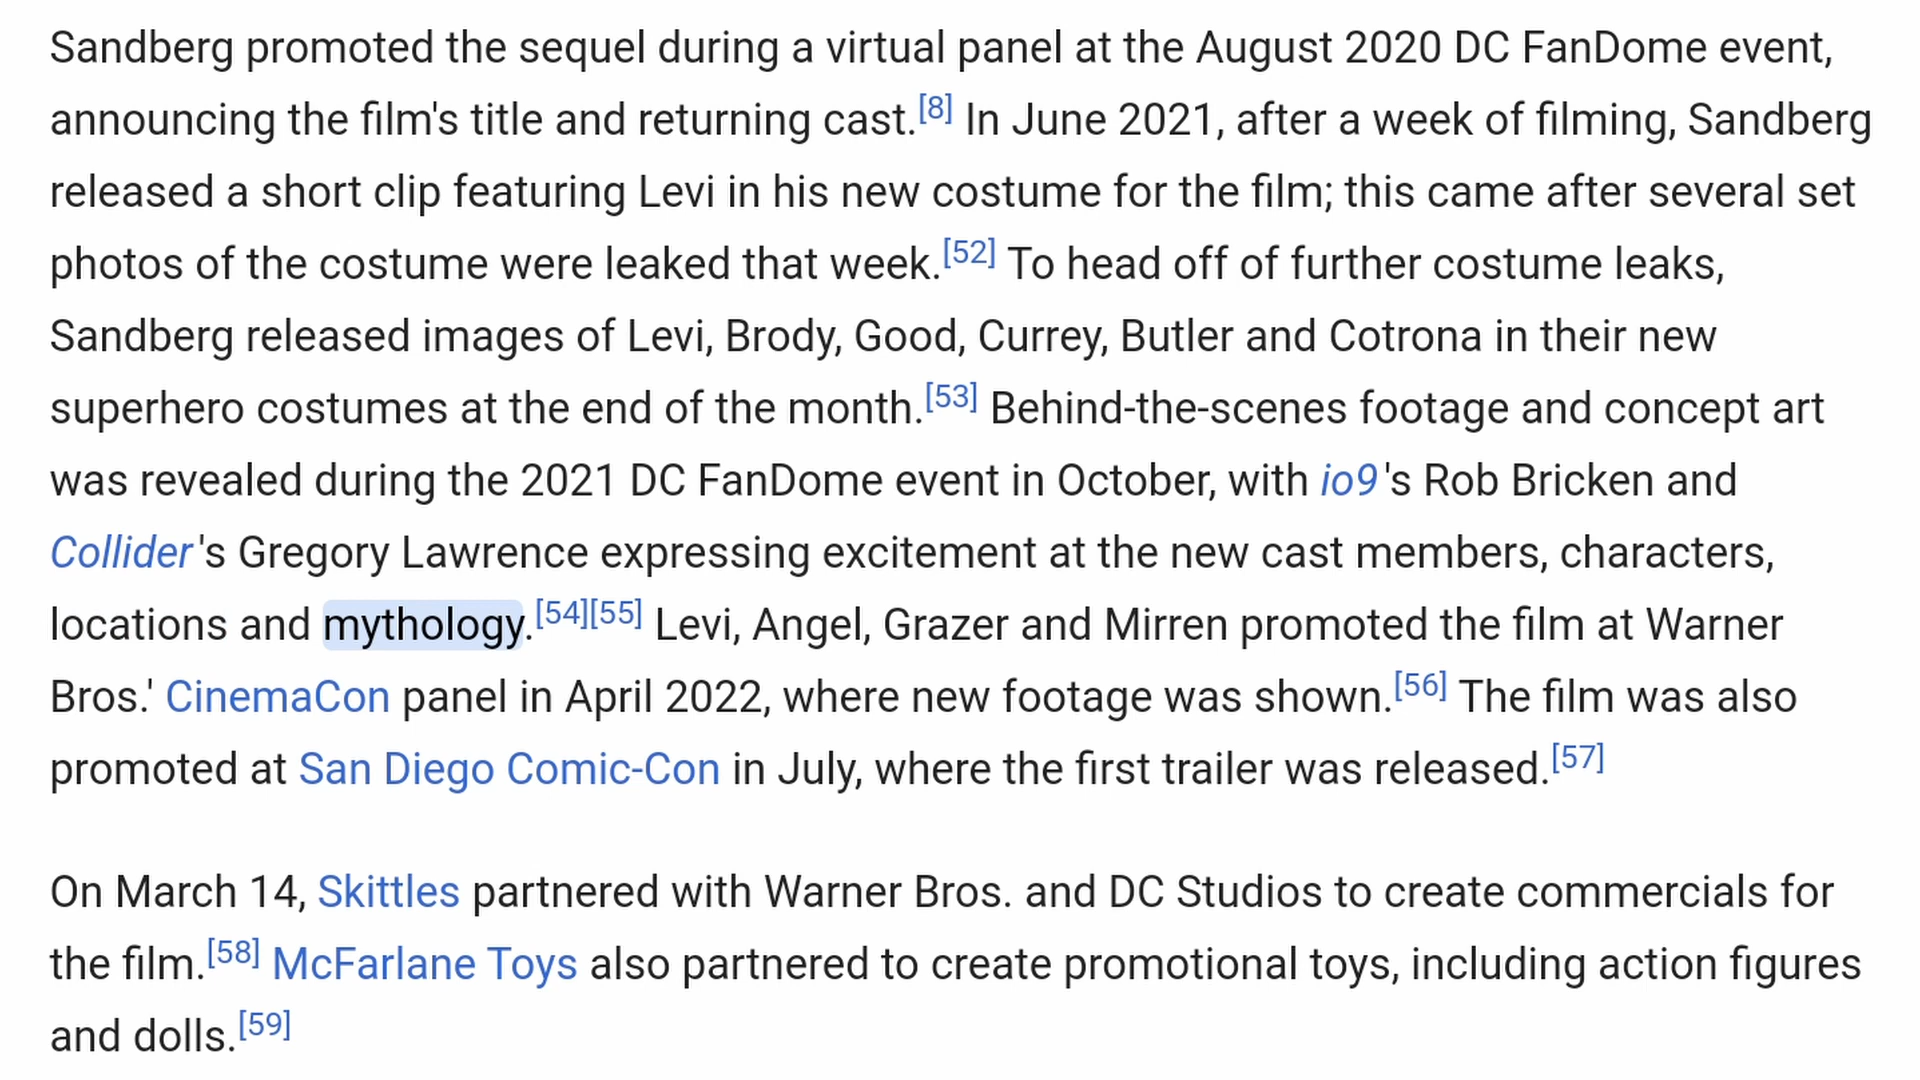 Sandberg promoted the sequel during a virtual panel at the August 2020 DC FanDome event,
announcing the film's title and returning cast.[8] In June 2021, after a week of filming, Sandberg
released a short clip featuring Levi in his new costume for the film; this came after several set
photos of the costume were leaked that week.[52] To head off of further costume leaks,
Sandberg released images of Levi, Brody, Good, Currey, Butler and Cotrona in their new
superhero costumes at the end of the month.[53] Behind-the-scenes footage and concept art
was revealed during the 2021 DC FanDome event in October, with io9's Rob Bricken and
Collider's Gregory Lawrence expressing excitement at the new cast members, characters,
locations and mythology.[54][55] Levi, Angel, Grazer and Mirren promoted the film at Warner
Bros.' CinemaCon panel in April 2022, where new footage was shown.[56] The film was also
promoted at San Diego Comic-Con in July, where the first trailer was released.[57]
On March 14, Skittles partnered with Warner Bros. and DC Studios to create commercials for
the film.[58] McFarlane Toys also partnered to create promotional toys, including action figures
and dolls.[59]